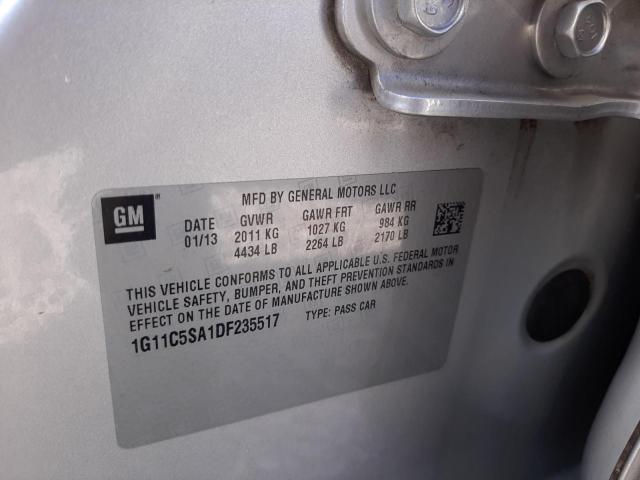 GM
MFD BY GENERAL MOTORS LLC
DATE GVWR GAWR FRT GAWR RR
01/13 2011 KG 1027 KG 984 KG
4434 LB 2264 LB 2170 LB
THIS VEHICLE CONFORMS TO ALL APPLICABLE U.S. FEDERAL MOTOR
VEHICLE SAFETY, BUMPER, AND THEFT PREVENTION STANDARDS IN
EFFECT ON THE DATE OF MANUFACTURE SHOWN ABOVE.
1G11C5SA1DF235517 TYPE: PASS CAR